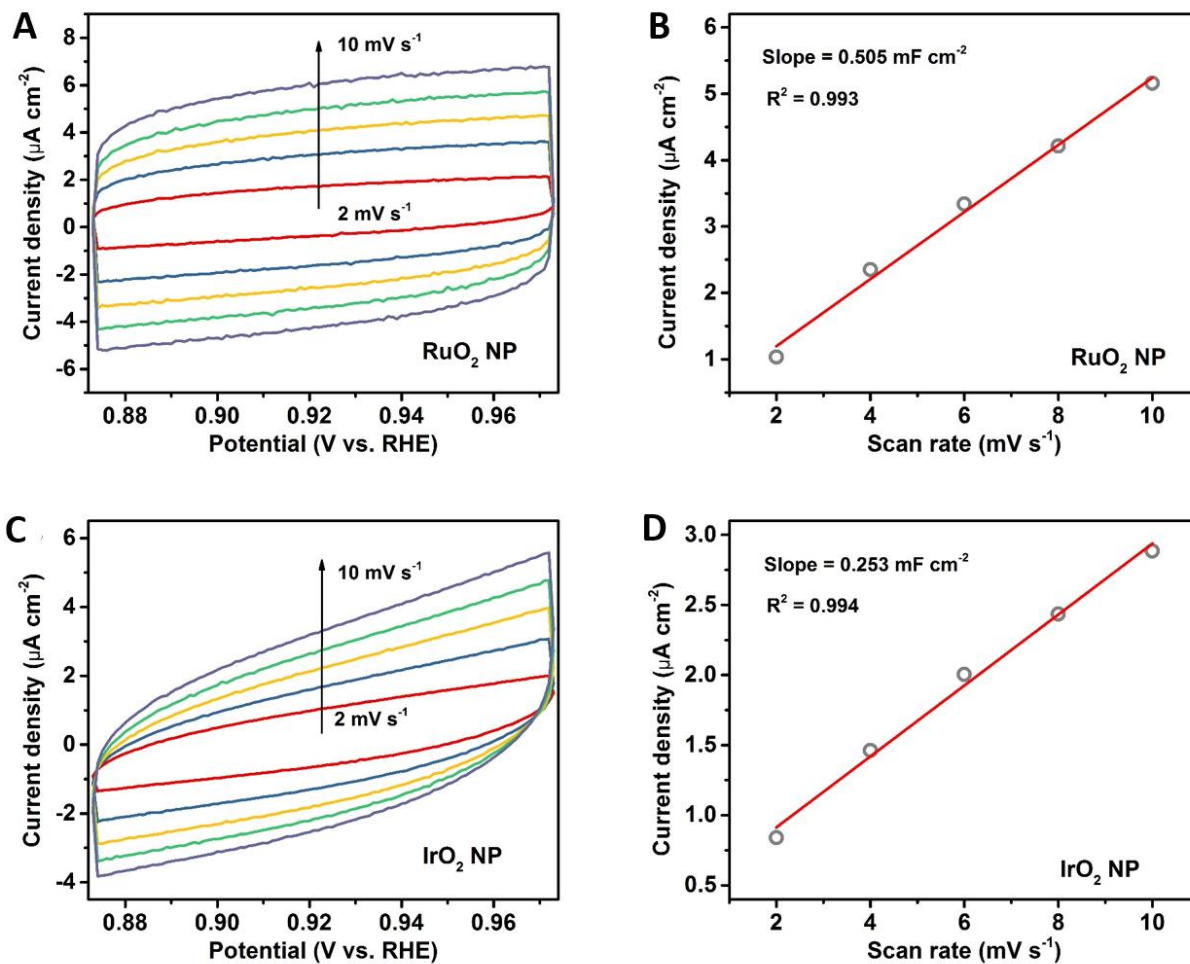 A
Current density (μA cm⁻²)
8
6
4
2
0
-2
-4
-6
10 mV s⁻¹
2 mV s⁻¹
RuO₂ NP
0.88 0.90 0.92 0.94 0.96
Potential (V vs. RHE)
B
Current density (μA cm⁻²)
6
5
4
3
2
1
Slope = 0.505 mF cm⁻²
R² = 0.993
RuO₂ NP
2 4 6 8 10
Scan rate (mV s⁻¹)
C
Current density (μA cm⁻²)
6
4
2
0
-2
-4
10 mV s⁻¹
2 mV s⁻¹
IrO₂ NP
0.88 0.90 0.92 0.94 0.96
Potential (V vs. RHE)
D
Current density (μA cm⁻²)
3.0
2.5
2.0
1.5
1.0
0.5
Slope = 0.253 mF cm⁻²
R² = 0.994
IrO₂ NP
2 4 6 8 10
Scan rate (mV s⁻¹)